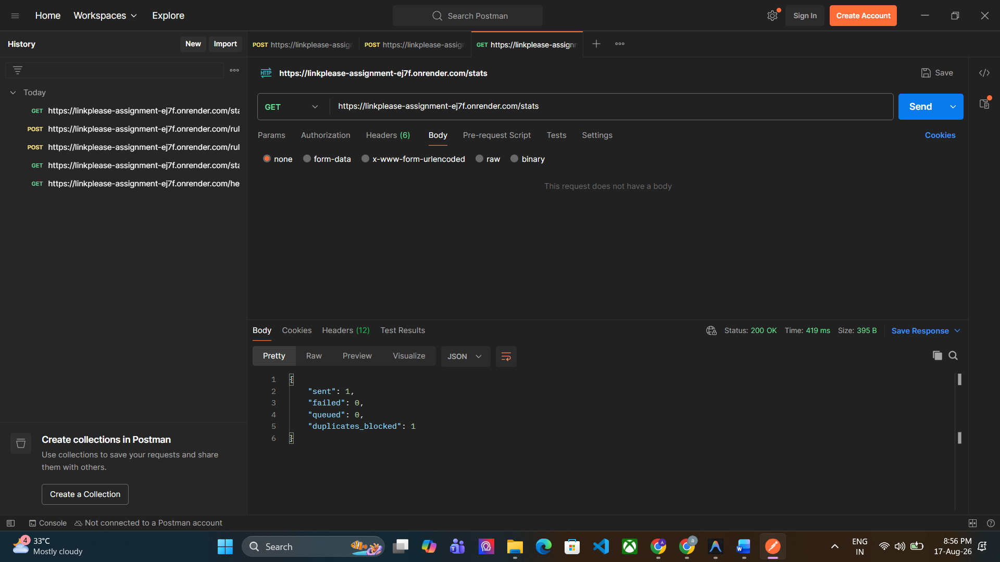 Home Workspaces Explore
Search Postman
Sign In
Create Account
History
New
Import
POST https://linkplease-assign
POST https://linkplease-assign
GET https://linkplease-assignm
HTTP https://linkplease-assignment-ej7f.onrender.com/stats
Save
Today
GET https://linkplease-assignment-ej7f.onrender.com/sta
POST https://linkplease-assignment-ej7f.onrender.com/rul
POST https://linkplease-assignment-ej7f.onrender.com/rul
GET https://linkplease-assignment-ej7f.onrender.com/sta
GET https://linkplease-assignment-ej7f.onrender.com/he
GET https://linkplease-assignment-ej7f.onrender.com/stats
Send
Params Authorization Headers (6) Body Pre-request Script Tests Settings
Cookies
none form-data x-www-form-urlencoded raw binary
This request does not have a body
Body Cookies Headers (12) Test Results
Status: 200 OK Time: 419 ms Size: 395 B Save Response
Pretty Raw Preview Visualize JSON
1 {
2 "sent": 1,
3 "failed": 0,
4 "queued": 0,
5 "duplicates_blocked": 1
6 }
Create collections in Postman
Use collections to save your requests and share
them with others.
Create a Collection
Console Not connected to a Postman account
4
33°C
Mostly cloudy
Search
ENG
IN
8:56 PM
17-Aug-26